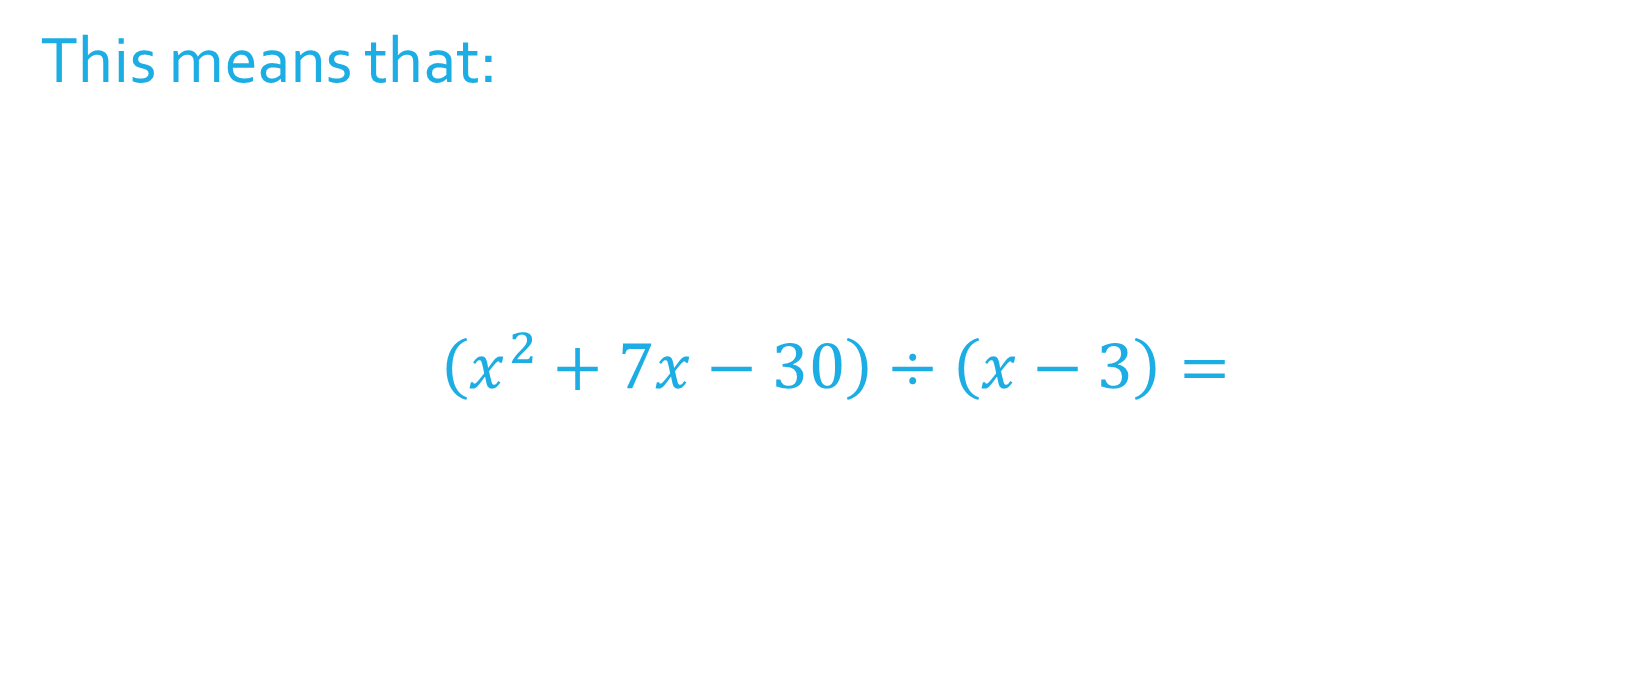 This means that:
(x² + 7x − 30) ÷ (x − 3) =